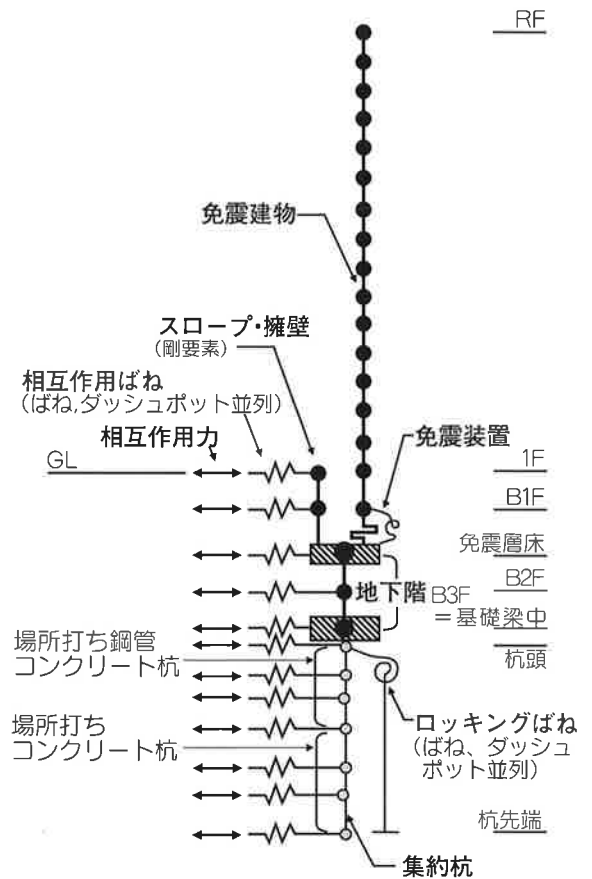 RF
免震建物
スロープ・擁壁
（剛要素）
相互作用ばね
（ばね,ダッシュポット並列）
相互作用力
免震装置
GL
1F
B1F
免震層床
地下階
B2F
B3F
＝基礎梁中
杭頭
場所打ち鋼管
コンクリート杭
場所打ち
コンクリート杭
ロッキングばね
（ばね、ダッシュ
ポット並列）
杭先端
集約杭